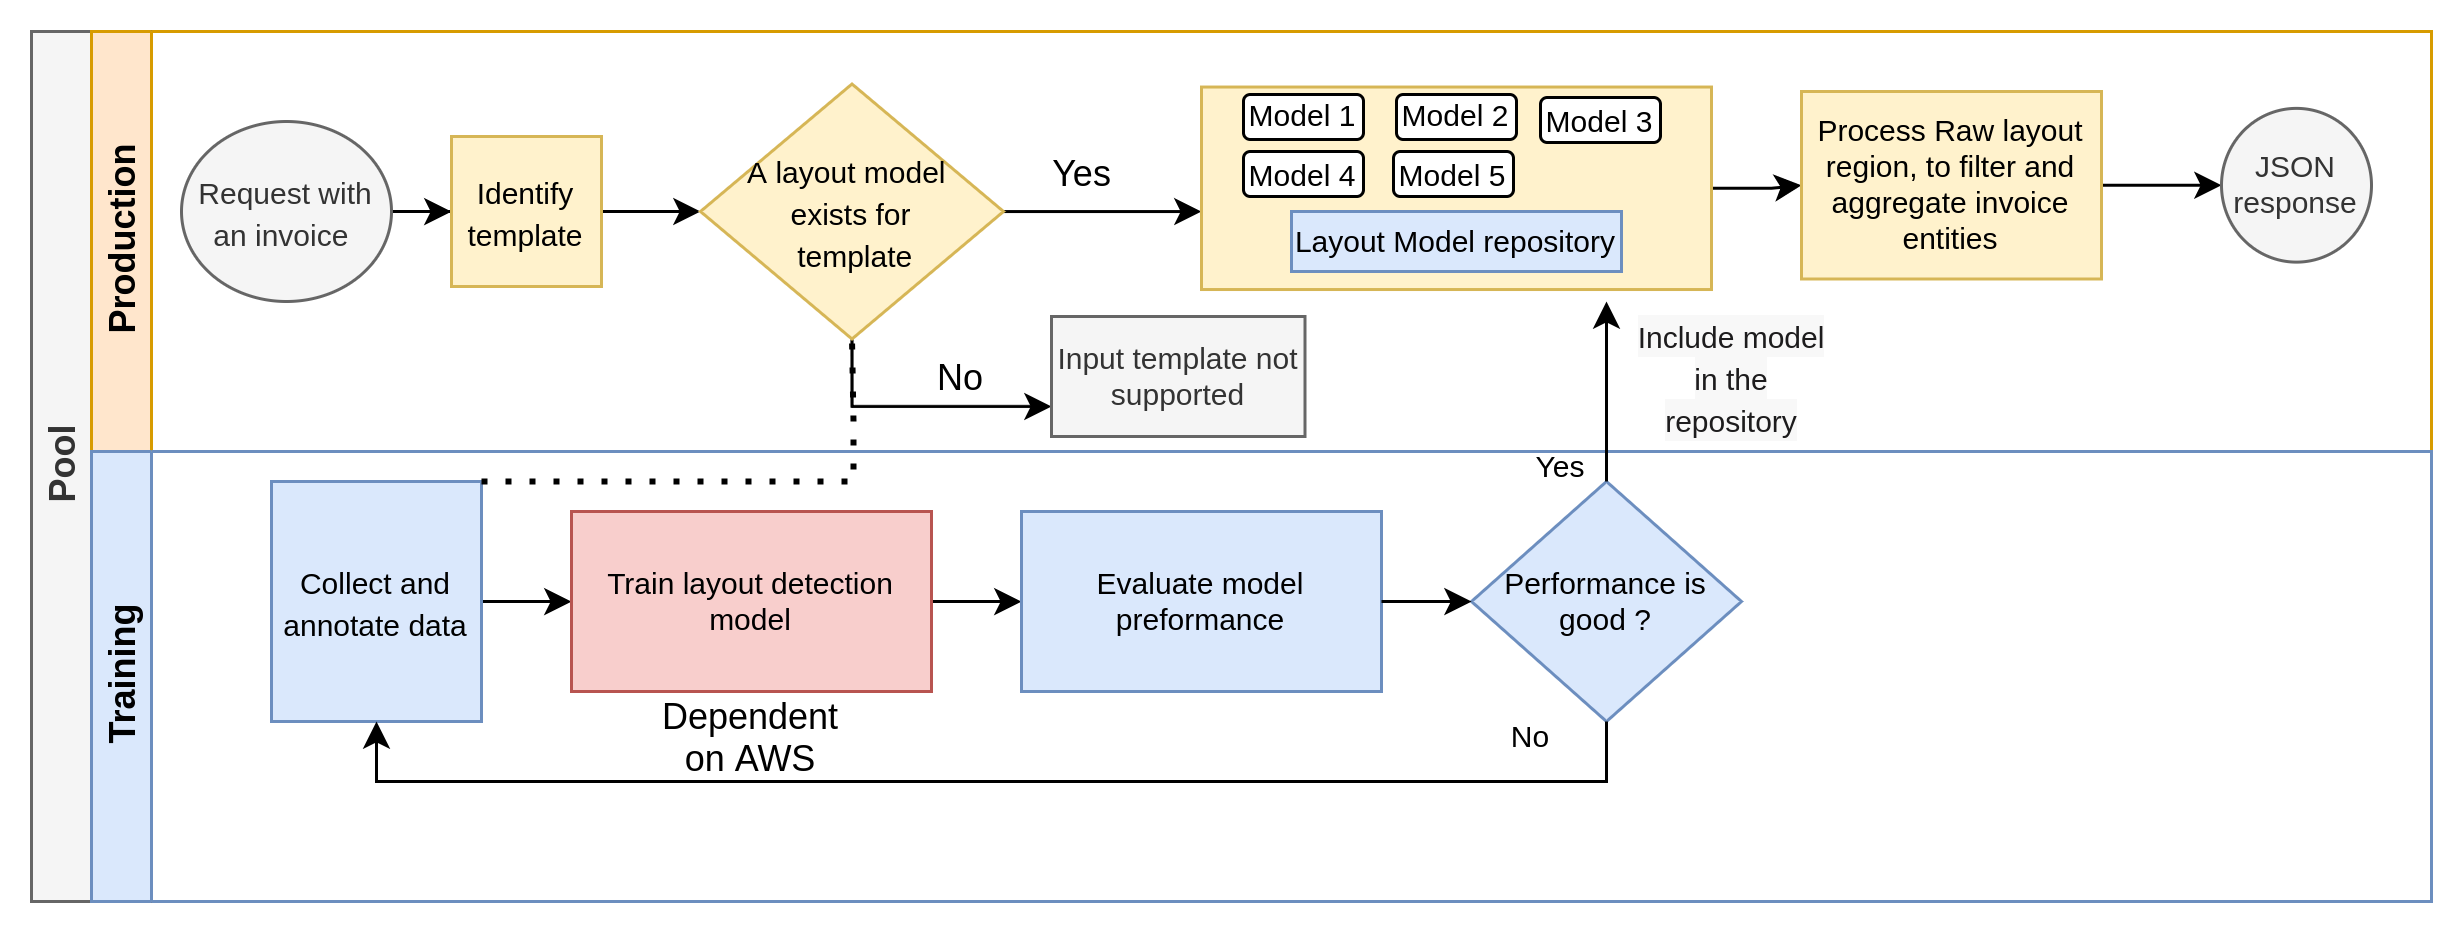 Pool
Production
Request with
an invoice
Identify
template
A layout model
exists for
template
Yes
Model 1
Model 2
Model 3
Model 4
Model 5
Layout Model repository
Process Raw layout
region, to filter and
aggregate invoice
entities
JSON
response
No
Input template not
supported
Include model
in the
repository
Training
Collect and
annotate data
Train layout detection
model
Dependent
on AWS
Evaluate model
preformance
Performance is
good ?
Yes
No